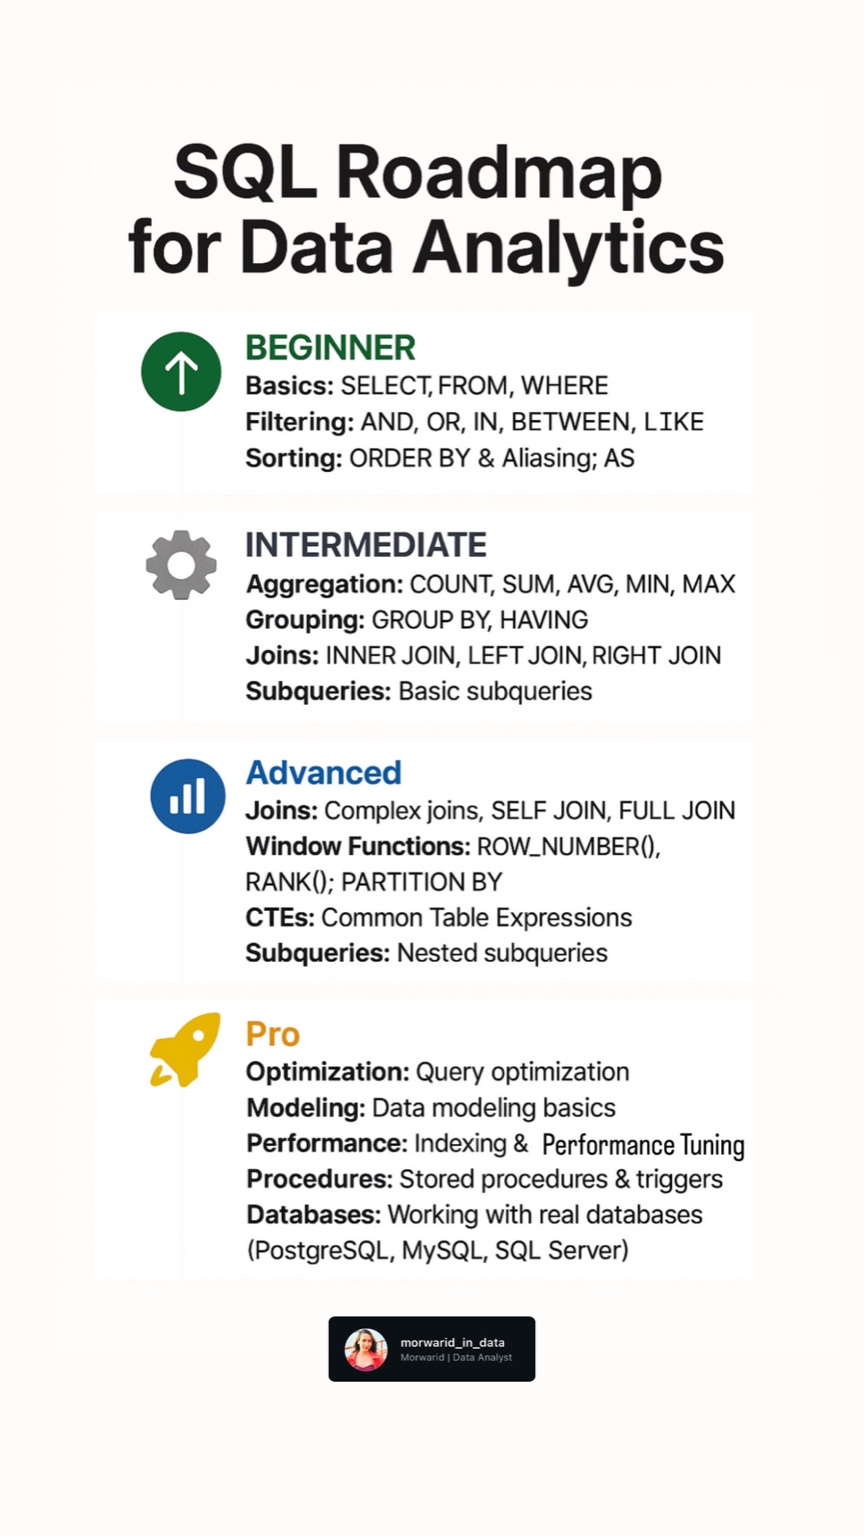 SQL Roadmap
for Data Analytics
BEGINNER
Basics: SELECT, FROM, WHERE
Filtering: AND, OR, IN, BETWEEN, LIKE
Sorting: ORDER BY & Aliasing; AS
INTERMEDIATE
Aggregation: COUNT, SUM, AVG, MIN, MAX
Grouping: GROUP BY, HAVING
Joins: INNER JOIN, LEFT JOIN, RIGHT JOIN
Subqueries: Basic subqueries
Advanced
Joins: Complex joins, SELF JOIN, FULL JOIN
Window Functions: ROW_NUMBER(),
RANK(); PARTITION BY
CTEs: Common Table Expressions
Subqueries: Nested subqueries
Pro
Optimization: Query optimization
Modeling: Data modeling basics
Performance: Indexing & Performance Tuning
Procedures: Stored procedures & triggers
Databases: Working with real databases
(PostgreSQL, MySQL, SQL Server)
morwarid_in_data
Morwarid | Data Analyst